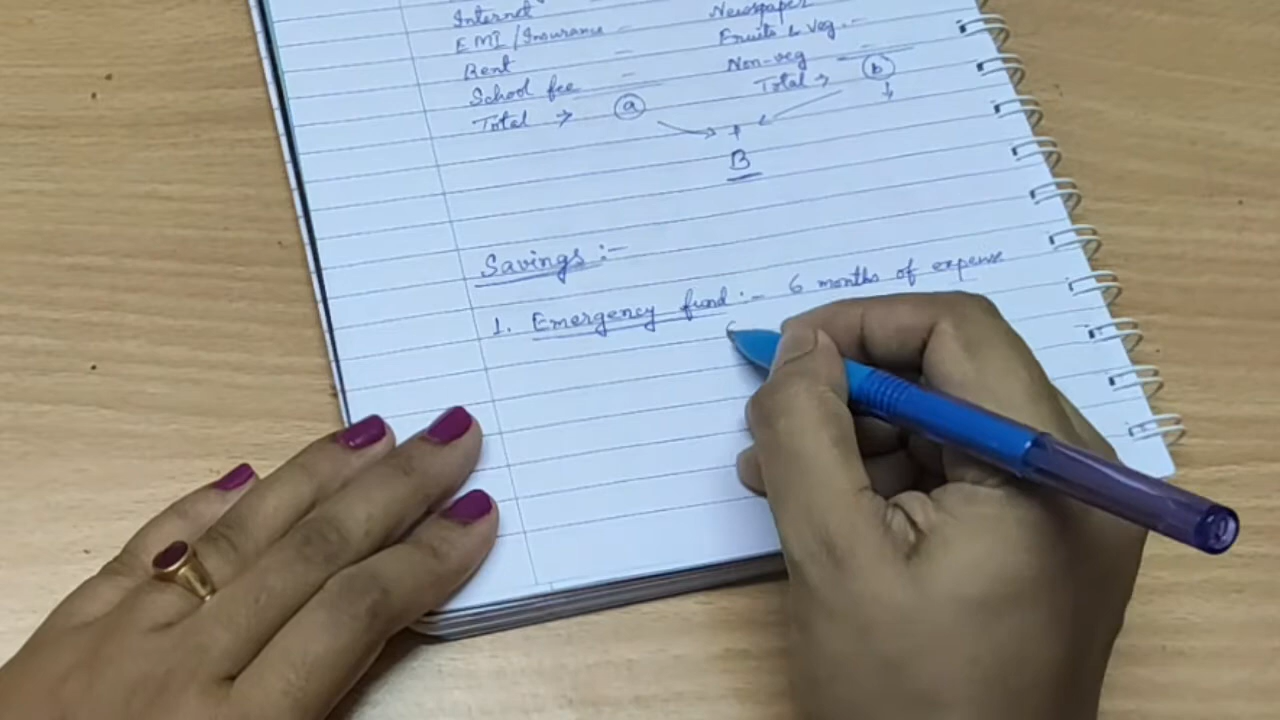 Internet Newspaper
EMI/Insurance - Fruits & veg. -
Rent - Non-veg -
School fee - Total → (b)
Total → (a)
B
Savings :-
1. Emergency fund :- 6 months of expense